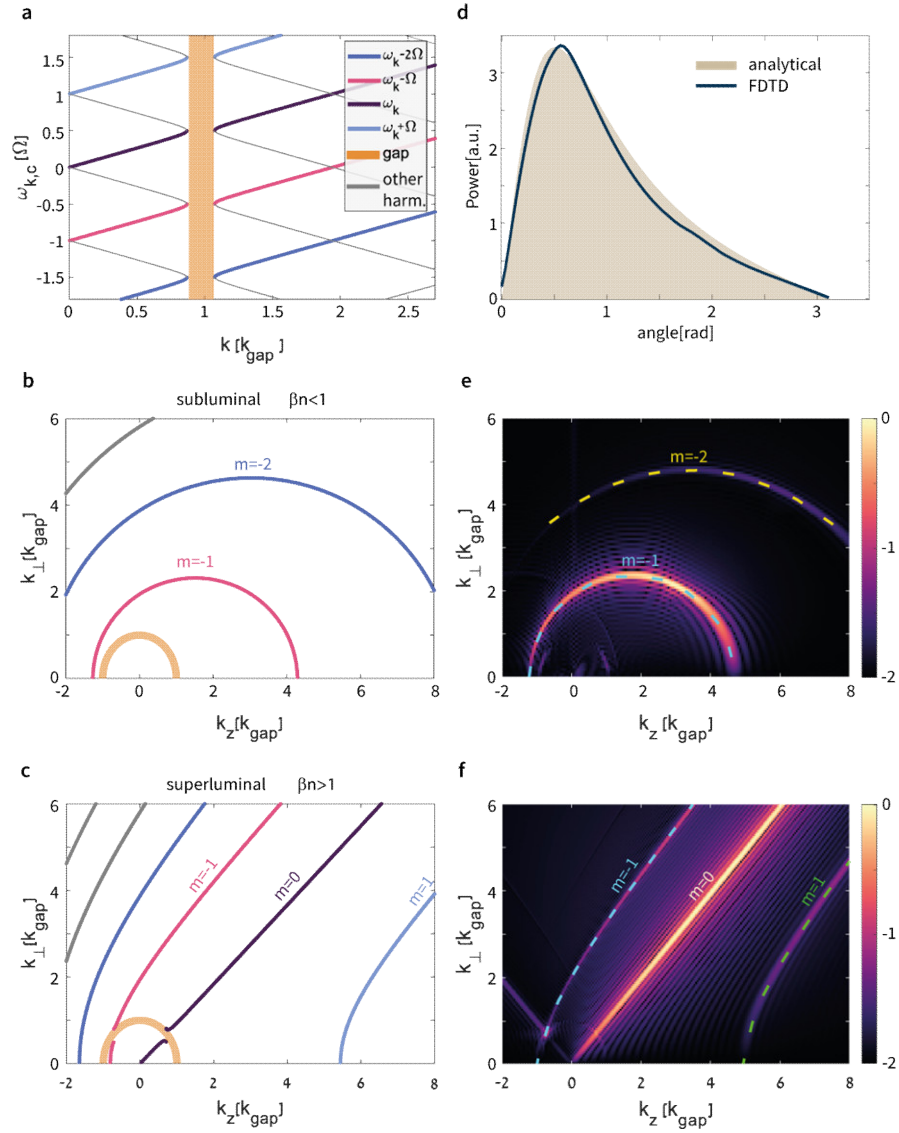 a
1.5
1
0.5
0
-0.5
-1
-1.5
0 0.5 1 1.5 2 2.5
ω_k,c [Ω]
k [k_gap]
ω_k-2Ω
ω_k-Ω
ω_k
ω_k+Ω
gap
other
harm.
d
3
2
1
0
0 1 2 3
Power[a.u.]
angle[rad]
analytical
FDTD
b
subluminal βn<1
6
4
2
0
-2 0 2 4 6 8
k_⊥[k_gap]
k_z[k_gap]
m=-2
m=-1
e
6
4
2
0
-2 0 2 4 6 8
k_⊥[k_gap]
k_z [k_gap]
m=-2
m=-1
0
-1
-2
c
superluminal βn>1
6
4
2
0
-2 0 2 4 6 8
k_⊥[k_gap]
k_z[k_gap]
m=-1
m=0
m=1
f
6
4
2
0
-2 0 2 4 6 8
k_⊥[k_gap]
k_z [k_gap]
m=-1
m=0
m=1
0
-1
-2